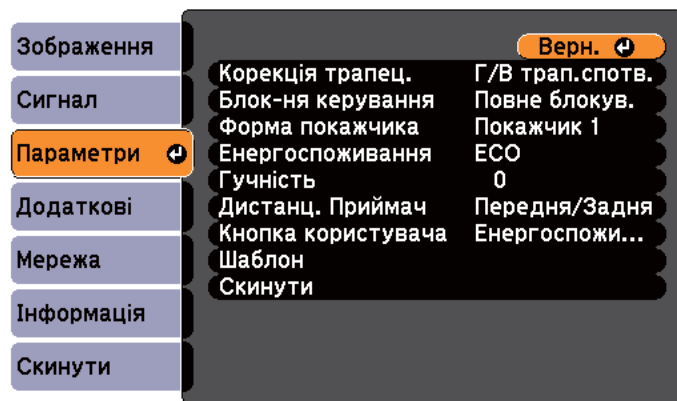 Зображення
Сигнал
Параметри
Додаткові
Мережа
Інформація
Скинути
Верн.
Корекція трапец. Г/В трап.спотв.
Блок-ня керування Повне блокув.
Форма покажчика Покажчик 1
Енергоспоживання ECO
Гучність 0
Дистанц. Приймач Передня/Задня
Кнопка користувача Енергоспожи...
Шаблон
Скинути